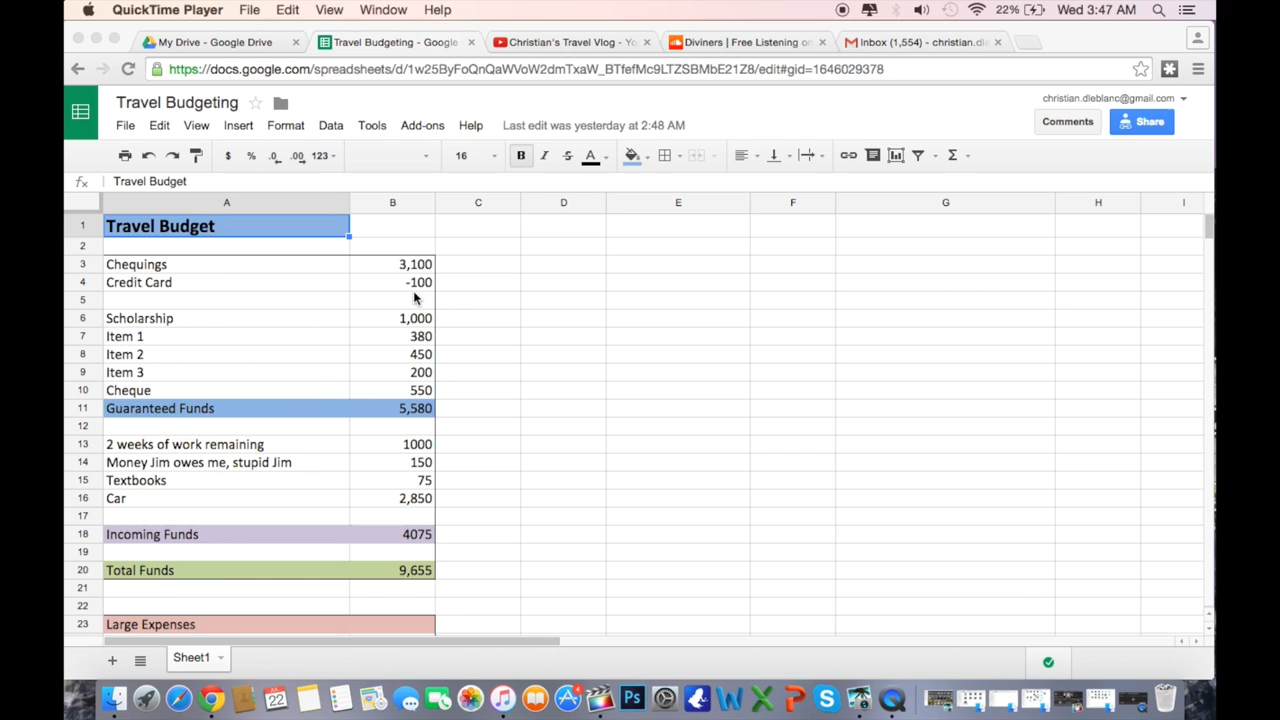 QuickTime Player File Edit View Window Help 22% Wed 3:47 AM
My Drive - Google Drive × Travel Budgeting - Google × Christian's Travel Vlog - Yo × Diviners | Free Listening on × Inbox (1,554) - christian.d ×
https://docs.google.com/spreadsheets/d/1w25ByFoQnQaWVoW2dmTxaW_BTfefMc9LTZSBMbE21Z8/edit#gid=1646029378
Travel Budgeting
christian.dleblanc@gmail.com
File Edit View Insert Format Data Tools Add-ons Help Last edit was yesterday at 2:48 AM
Comments Share
$ % .0 .00 123 16 B I S A Σ
fx Travel Budget
A B C D E F G H I
1 Travel Budget
2
3 Chequings 3,100
4 Credit Card -100
5
6 Scholarship 1,000
7 Item 1 380
8 Item 2 450
9 Item 3 200
10 Cheque 550
11 Guaranteed Funds 5,580
12
13 2 weeks of work remaining 1000
14 Money Jim owes me, stupid Jim 150
15 Textbooks 75
16 Car 2,850
17
18 Incoming Funds 4075
19
20 Total Funds 9,655
21
22
23 Large Expenses
+ Sheet1
22 4 Ps W X P S